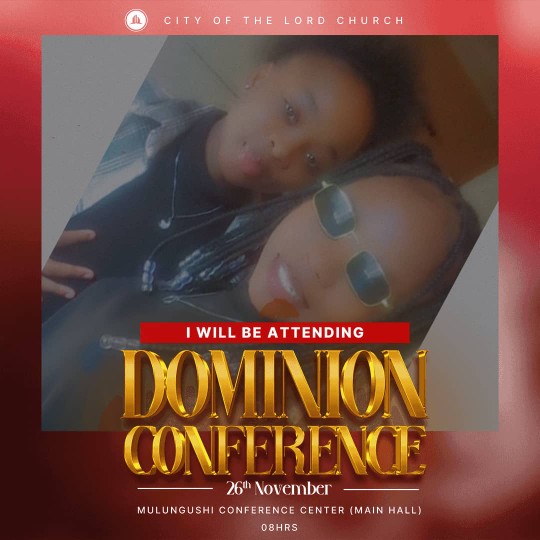 CITY OF THE LORD CHURCH
I WILL BE ATTENDING
DOMINION
CONFERENCE
26th November
MULUNGUSHI CONFERENCE CENTER (MAIN HALL)
08HRS